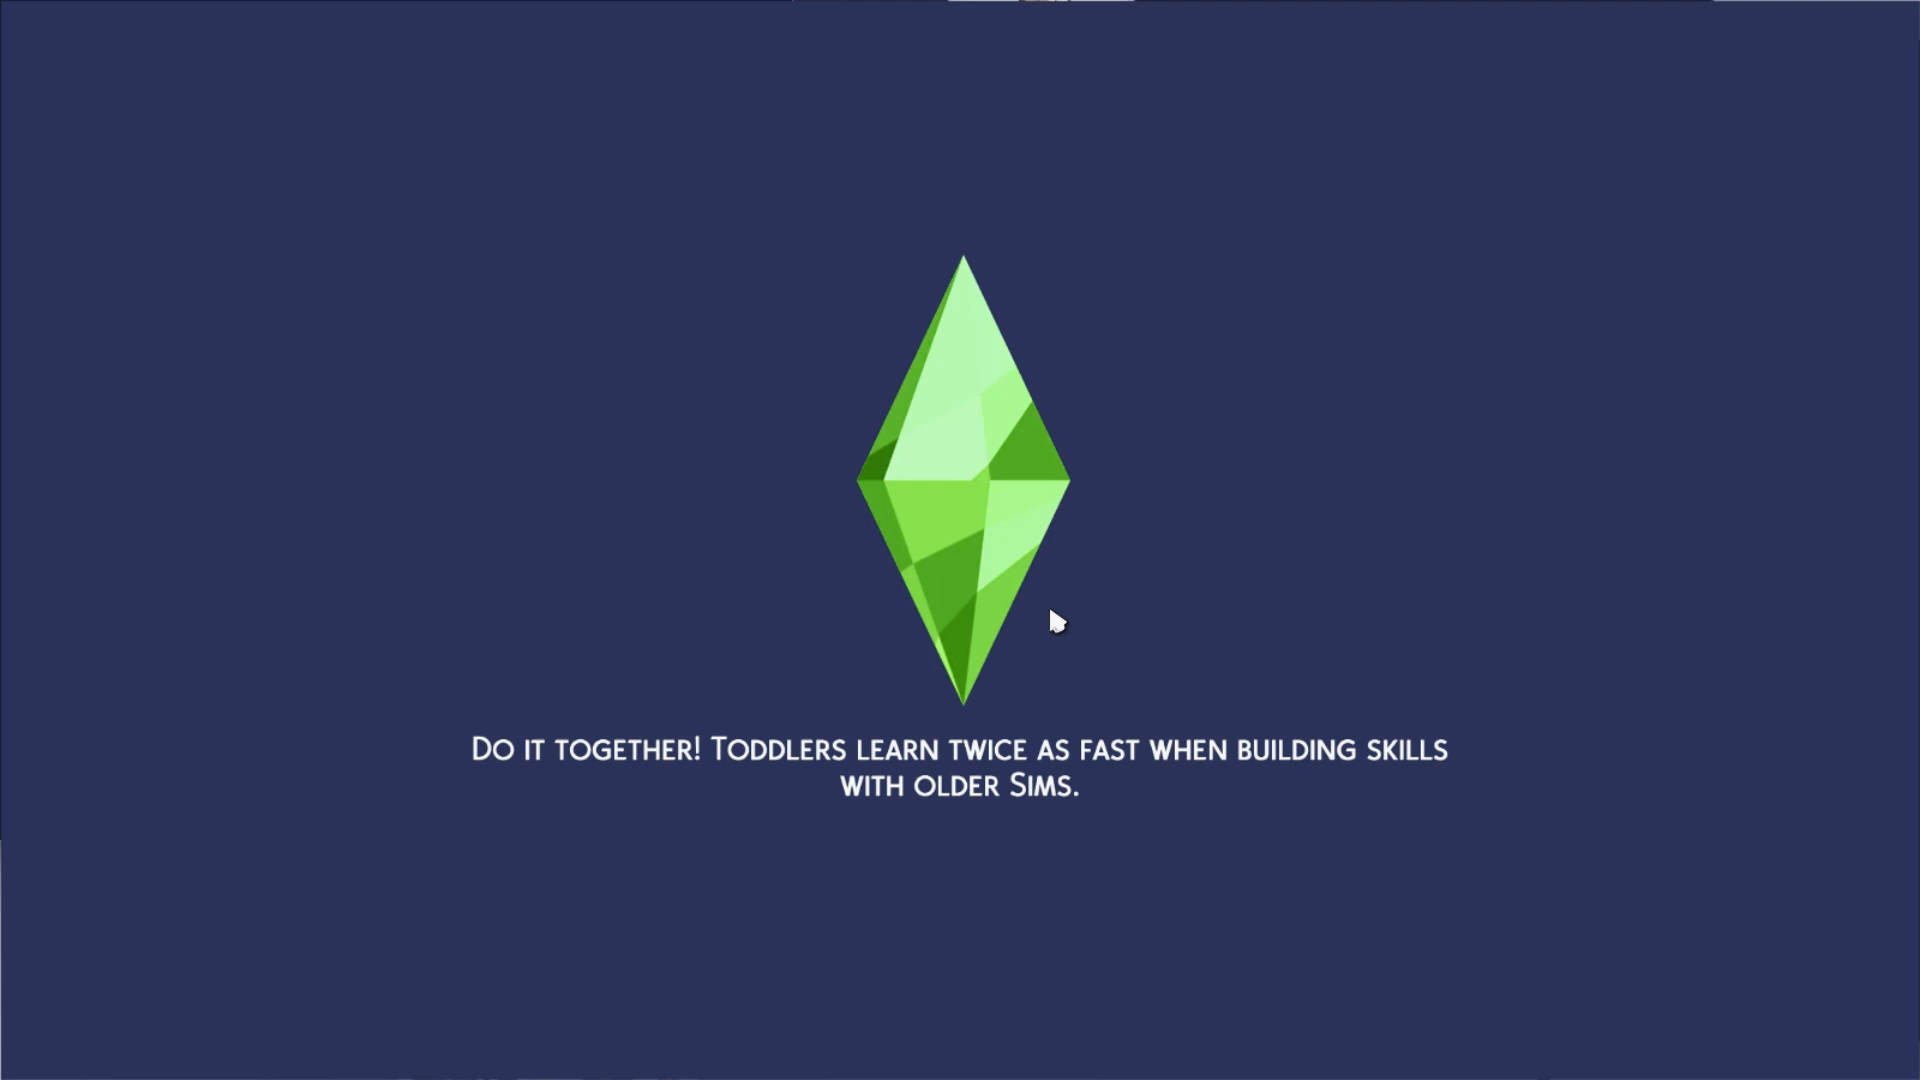 Do it together! Toddlers learn twice as fast when building skills
with older Sims.